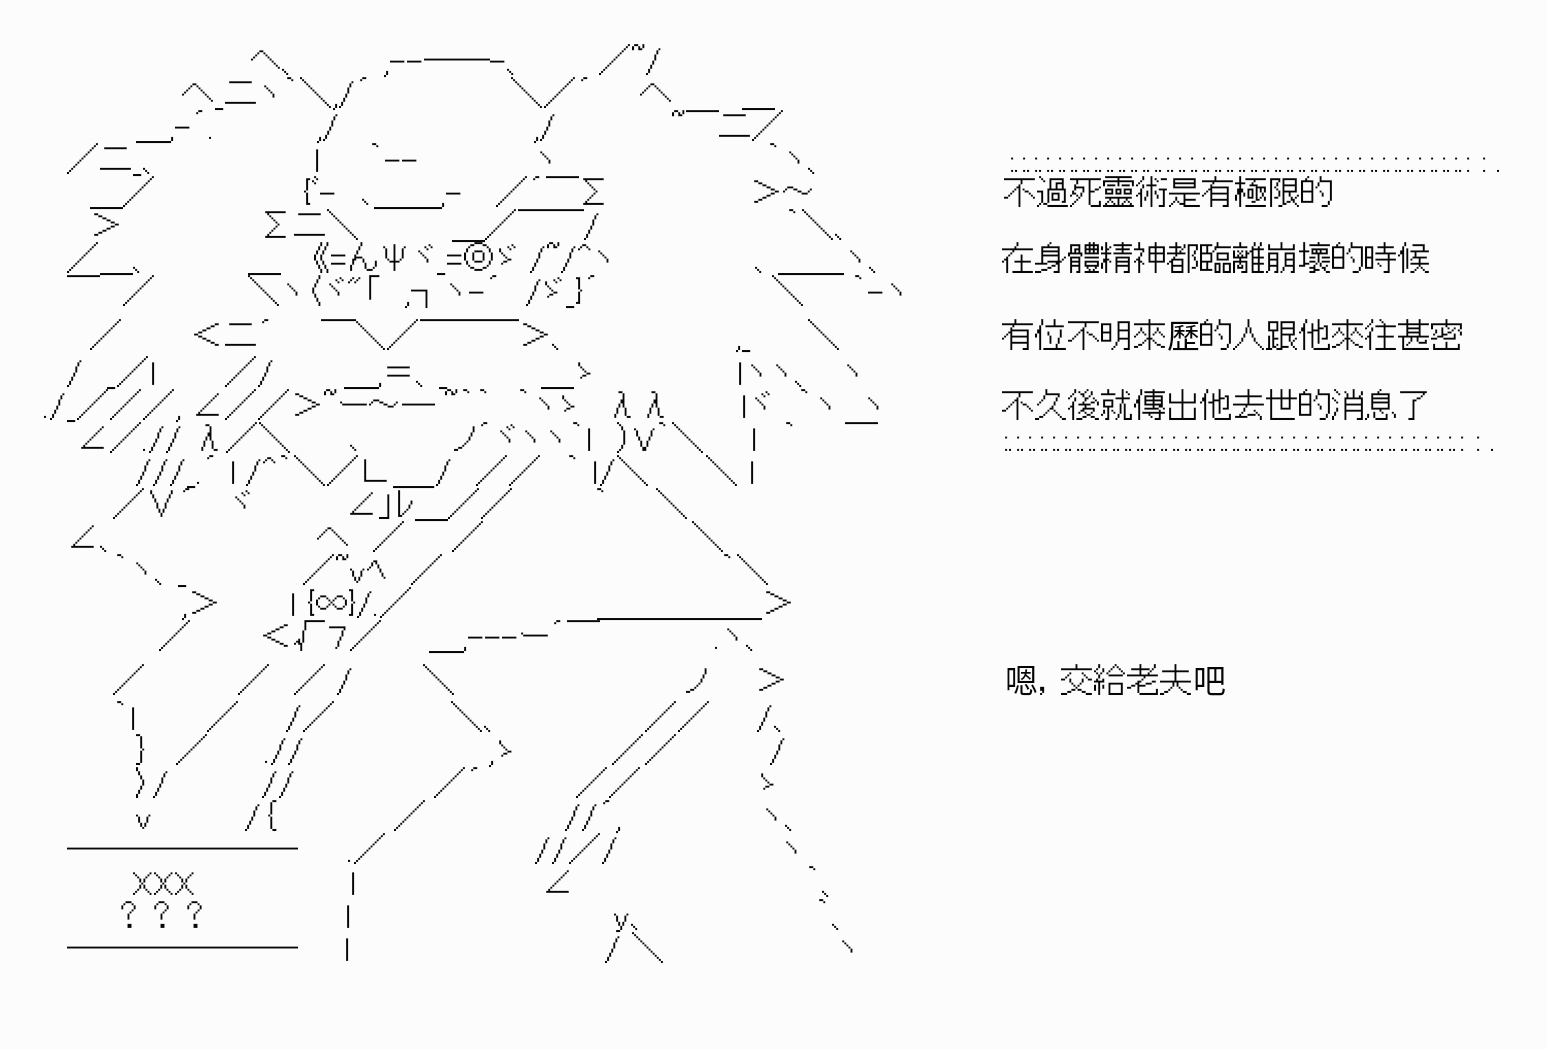 不過死靈術是有極限的
在身體精神都臨離崩壞的時候
有位不明來歷的人跟他來往甚密
不久後就傳出他去世的消息了
嗯, 交給老夫吧
XXX
???